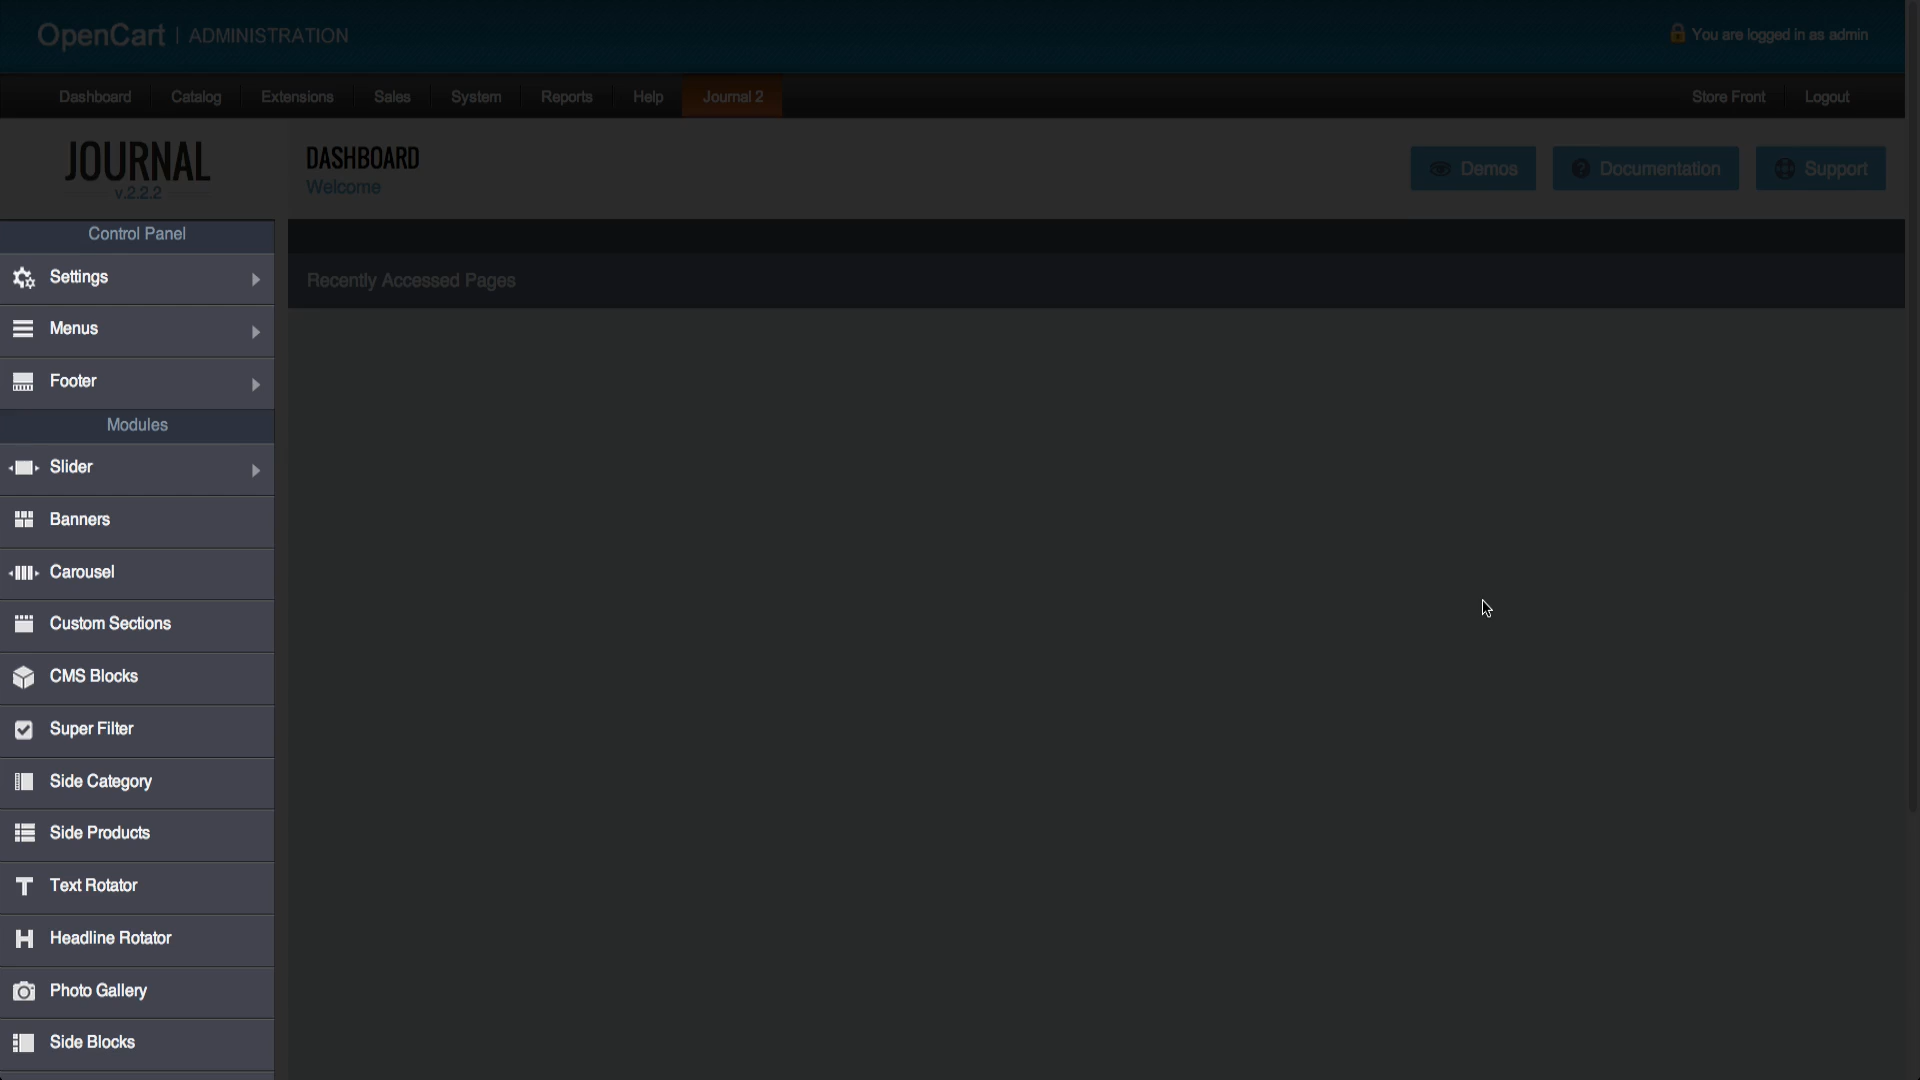 OpenCart | ADMINISTRATION
You are logged in as admin
Dashboard Catalog Extensions Sales System Reports Help Journal 2 Store Front Logout
JOURNAL
v.2.2.2
DASHBOARD
Welcome
Demos Documentation Support
Control Panel
Settings
Menus
Footer
Modules
Slider
Banners
Carousel
Custom Sections
CMS Blocks
Super Filter
Side Category
Side Products
Text Rotator
Headline Rotator
Photo Gallery
Side Blocks
Recently Accessed Pages